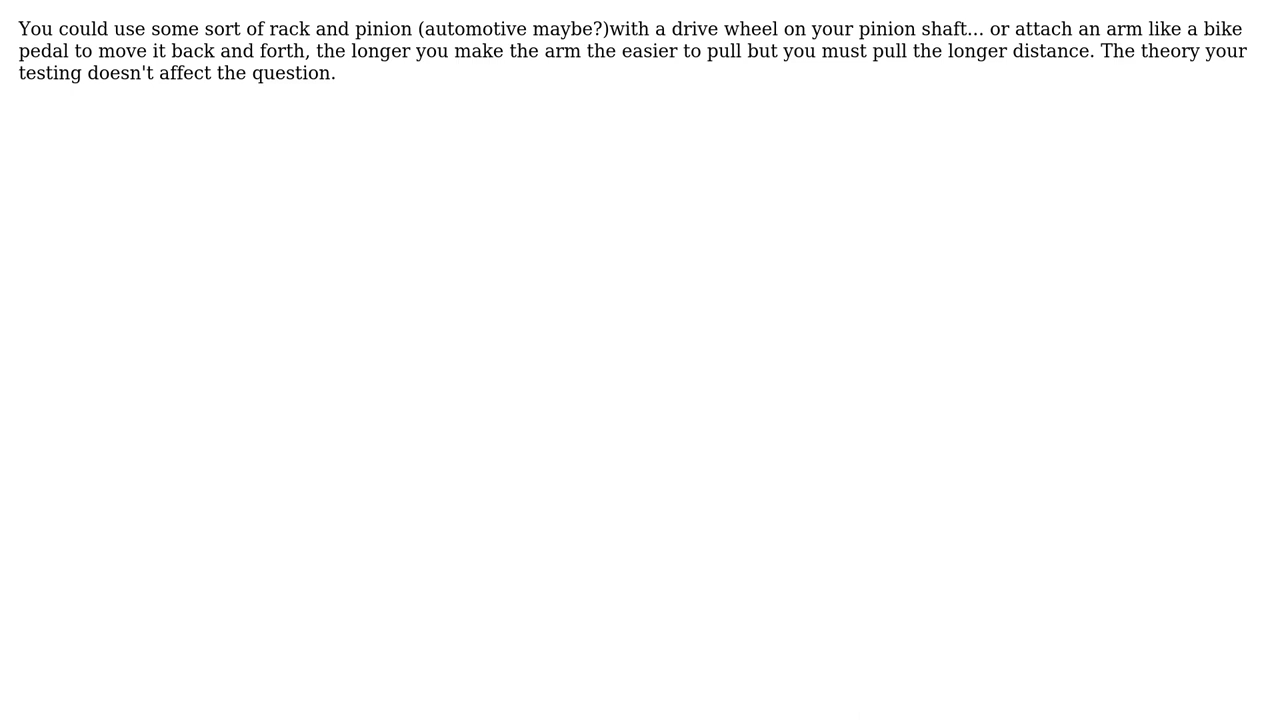 You could use some sort of rack and pinion (automotive maybe?)with a drive wheel on your pinion shaft... or attach an arm like a bike
pedal to move it back and forth, the longer you make the arm the easier to pull but you must pull the longer distance. The theory your
testing doesn't affect the question.